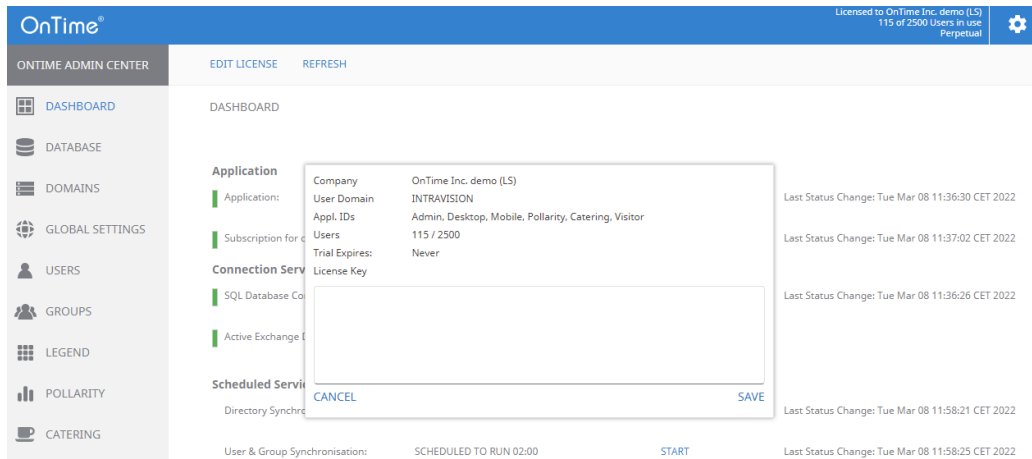 OnTime®
Licensed to OnTime Inc. demo (LS)
115 of 2500 Users in use
Perpetual
ONTIME ADMIN CENTER
EDIT LICENSE REFRESH
DASHBOARD
DATABASE
DOMAINS
GLOBAL SETTINGS
USERS
GROUPS
LEGEND
POLLARITY
CATERING
DASHBOARD
Application
Application: Last Status Change: Tue Mar 08 11:36:30 CET 2022
Subscription for Last Status Change: Tue Mar 08 11:37:02 CET 2022
Connection Serv
SQL Database Co Last Status Change: Tue Mar 08 11:36:26 CET 2022
Active Exchange
Scheduled Servi
Directory Synchro Last Status Change: Tue Mar 08 11:58:21 CET 2022
User & Group Synchronisation: SCHEDULED TO RUN 02:00 START Last Status Change: Tue Mar 08 11:58:25 CET 2022
Company OnTime Inc. demo (LS)
User Domain INTRAVISION
Appl. IDs Admin, Desktop, Mobile, Pollarity, Catering, Visitor
Users 115 / 2500
Trial Expires: Never
License Key
CANCEL SAVE